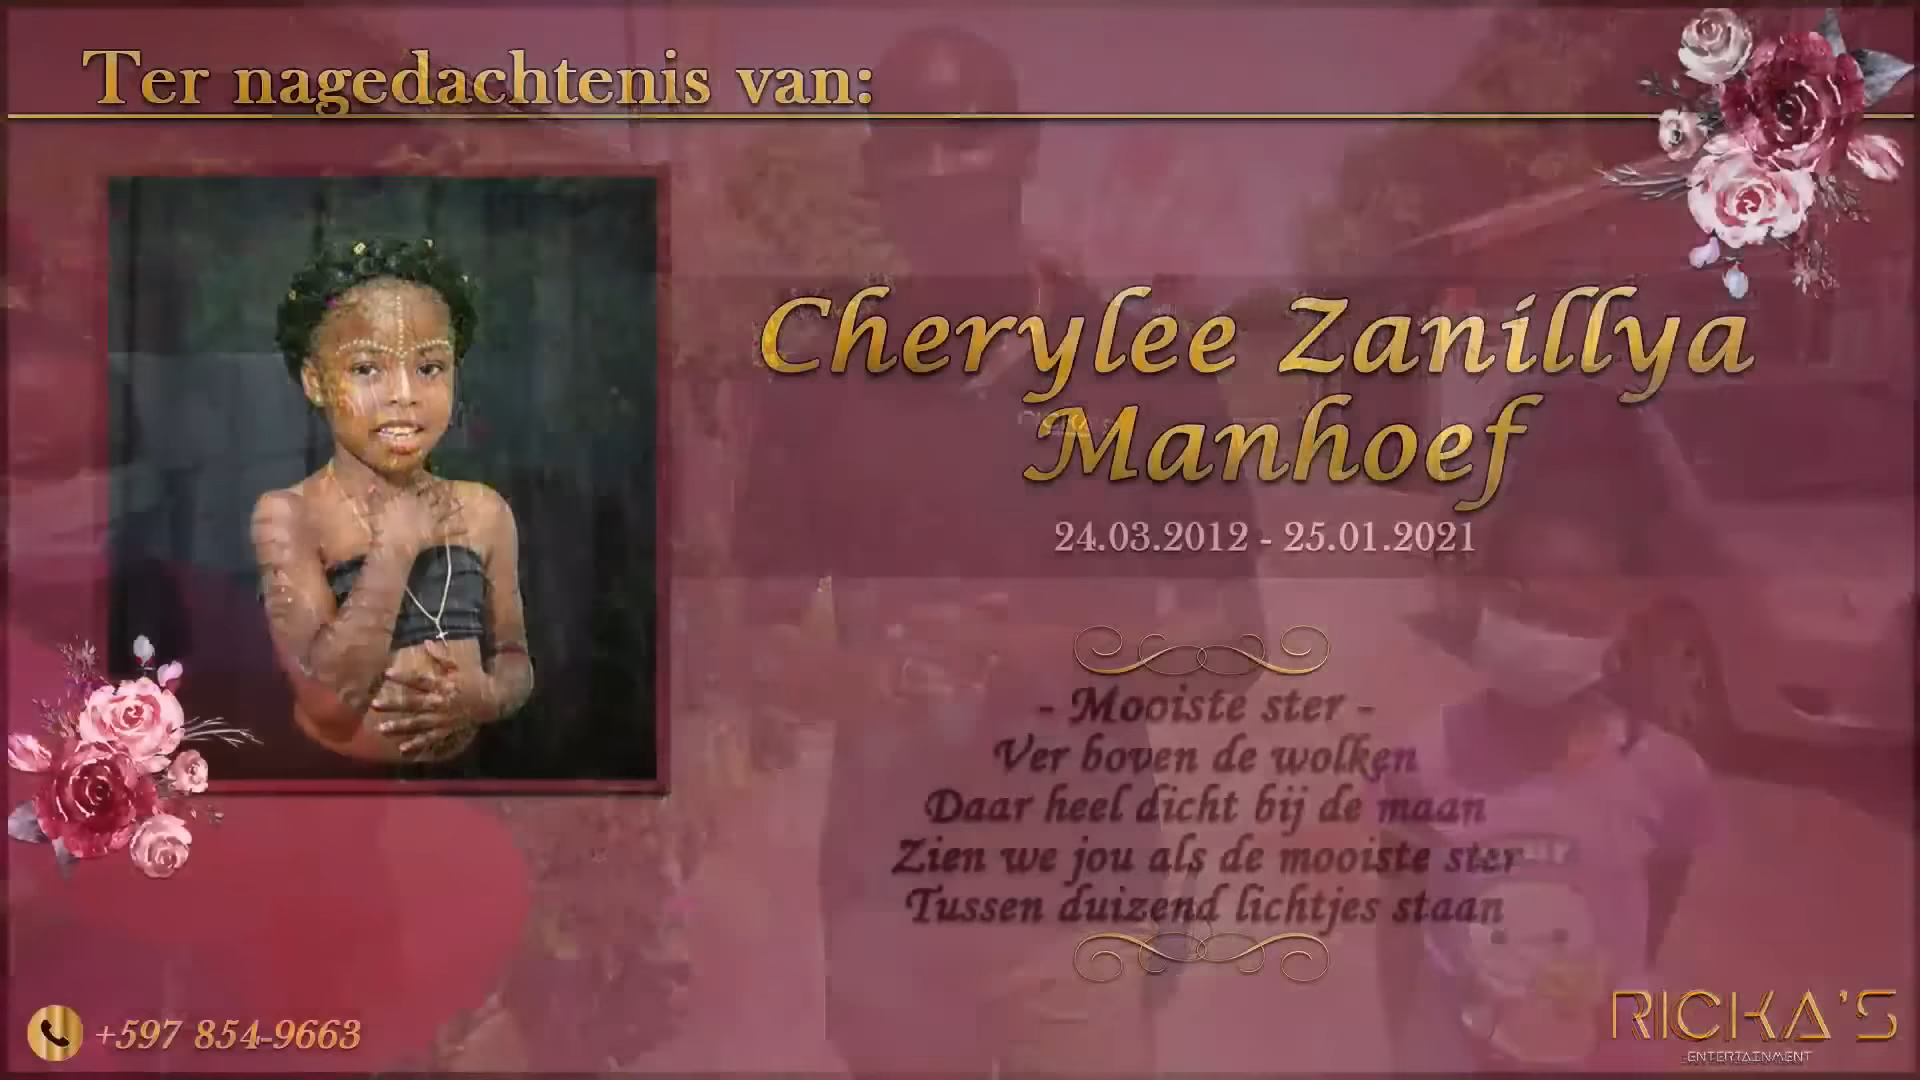 Ter nagedachtenis van:
Cherylee Zanillya
Manhoef
24.03.2012 - 25.01.2021
- Mooiste ster -
Ver boven de wolken
Daar heel dicht bij de maan
Zien we jou als de mooiste ster
Tussen duizend lichtjes staan
+597 854-9663
RICKA'S
ENTERTAINMENT